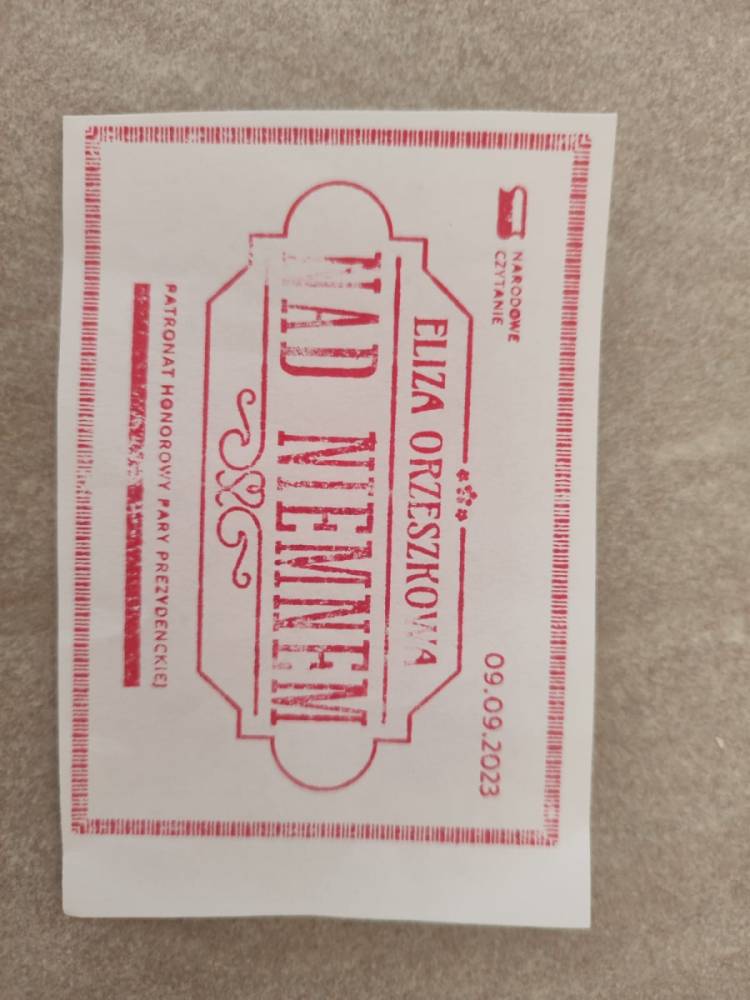 NARODOWE
CZYTANIE
09.09.2023
ELIZA ORZESZKOWA
NAD NIEMNEM
PATRONAT HONOROWY PARY PREZYDENCKIEJ